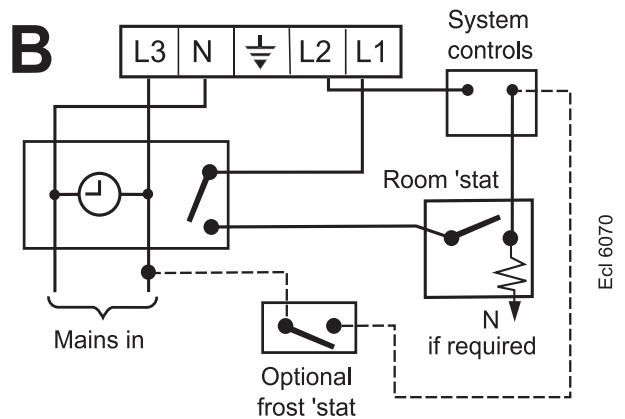 B
L3 N L2 L1
System
controls
Room 'stat
Ecl 6070
Mains in
N
if required
Optional
frost 'stat